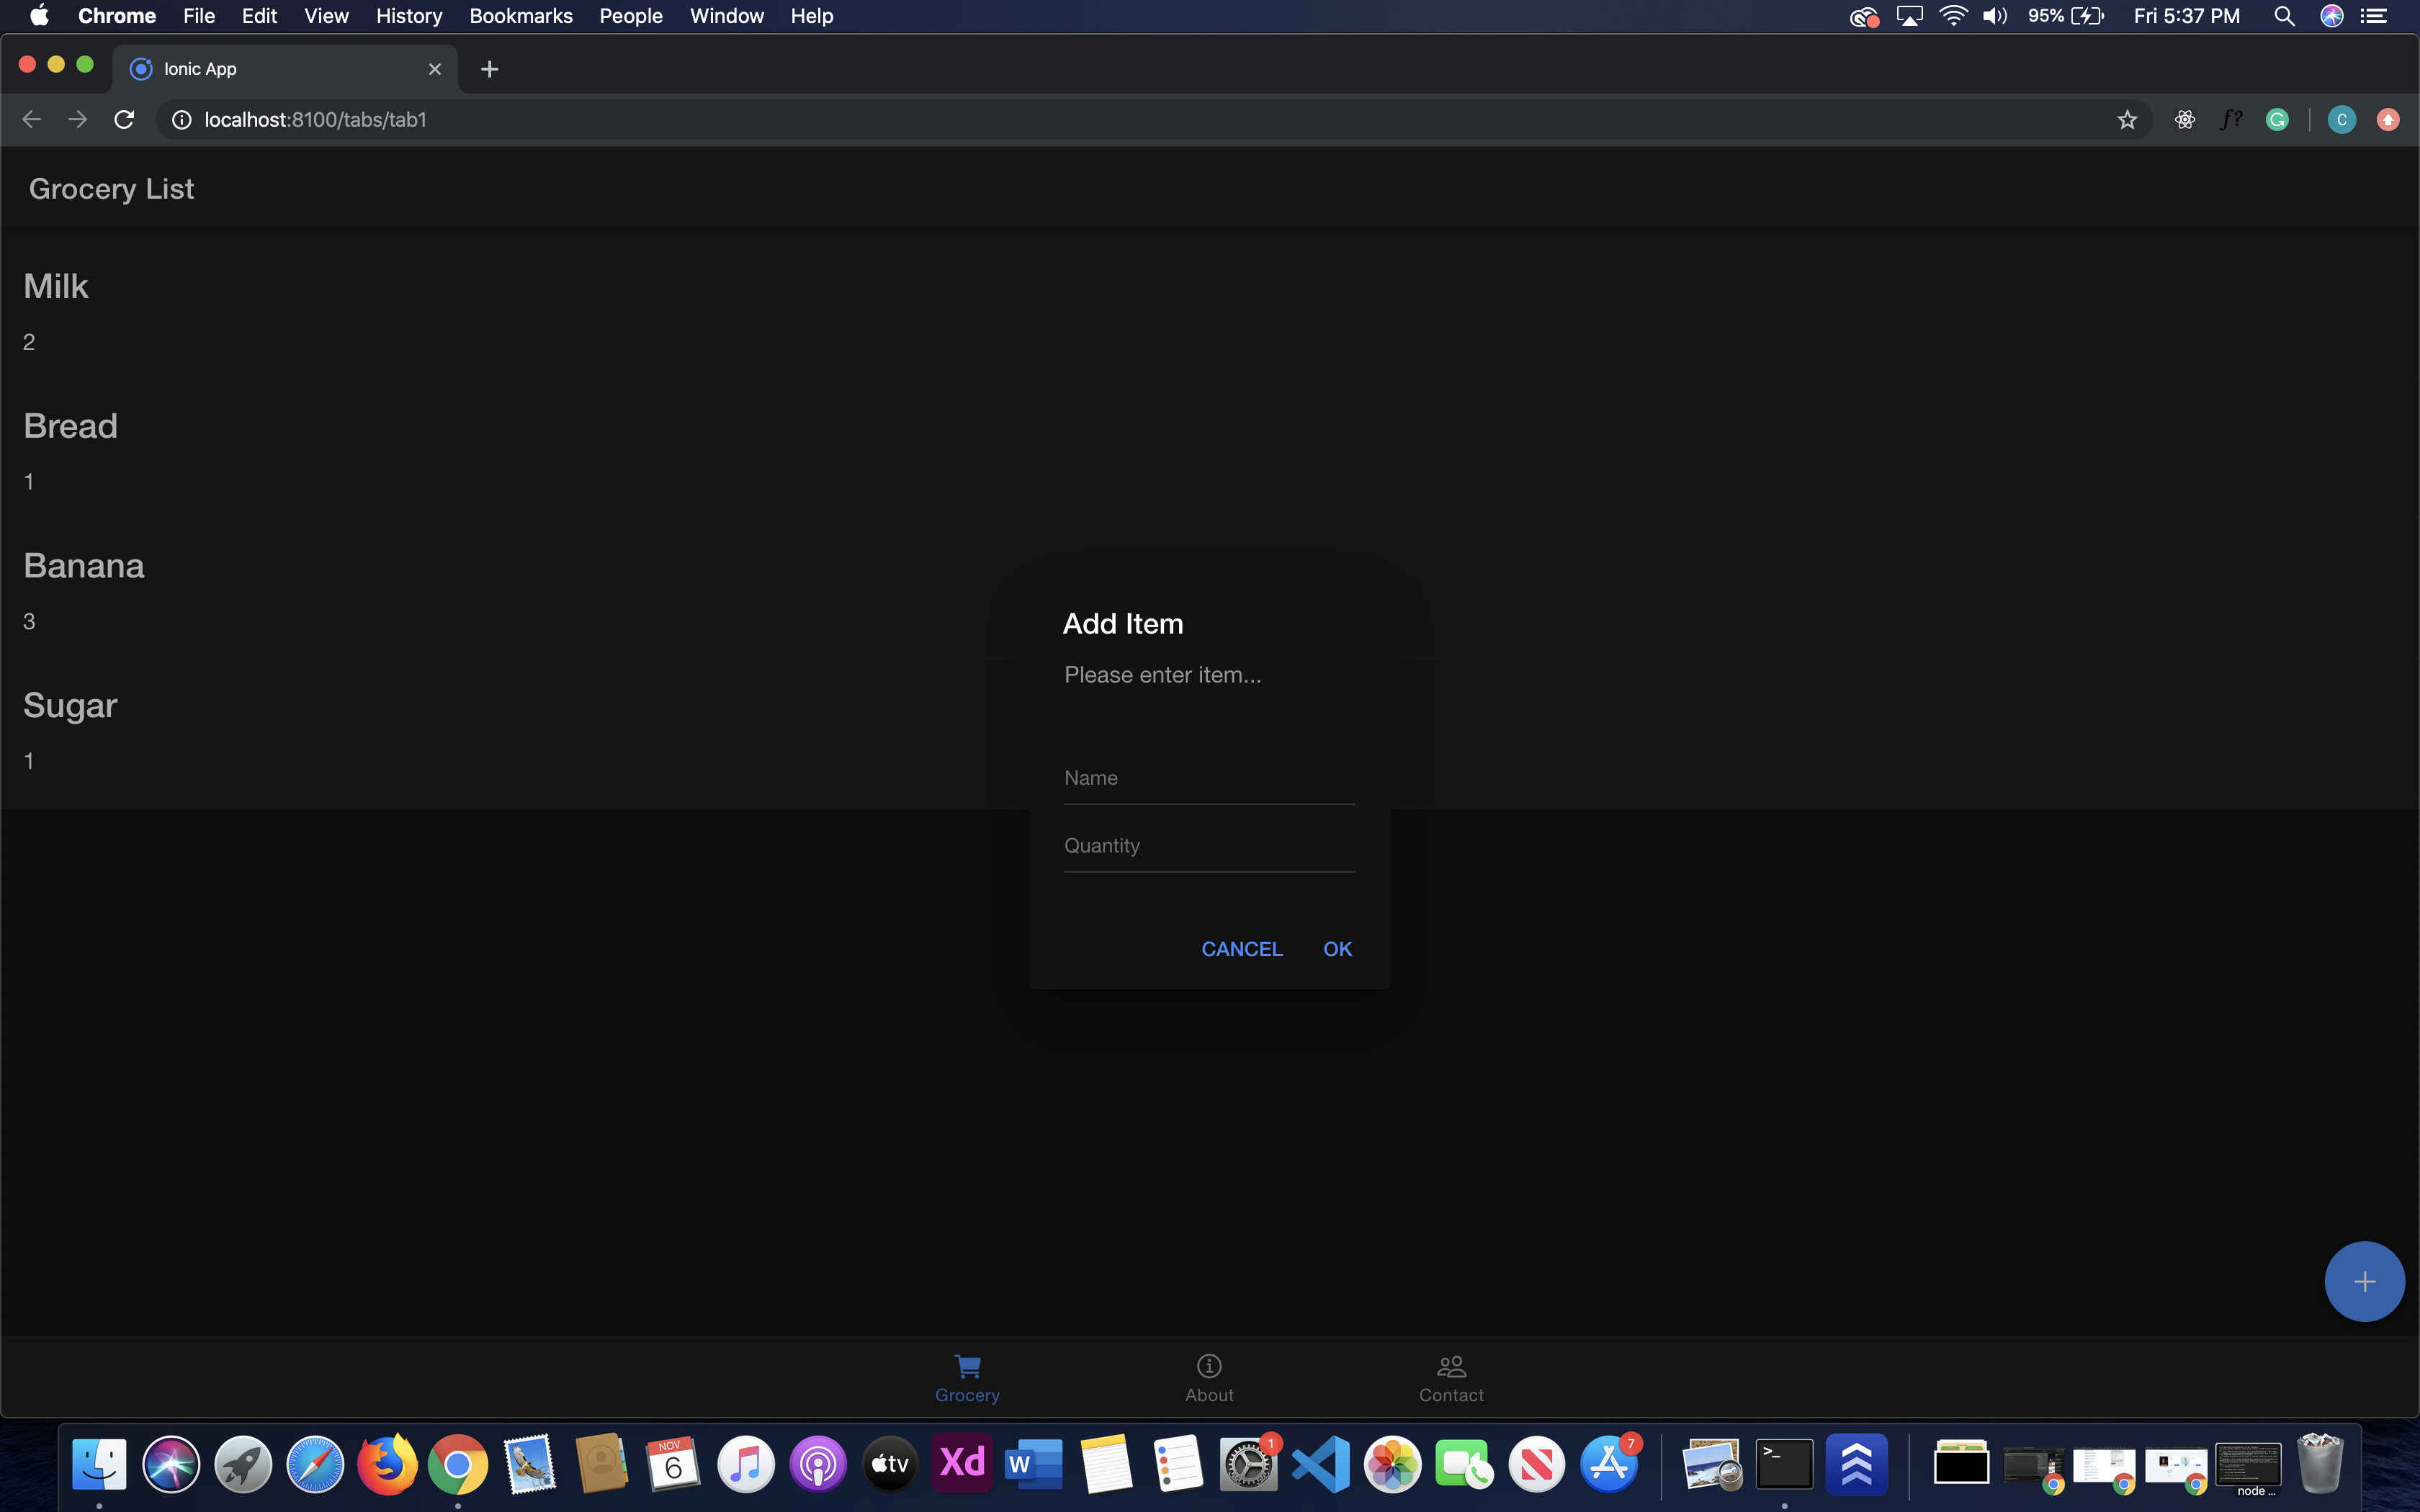 Chrome File Edit View History Bookmarks People Window Help 95% Fri 5:37 PM
Ionic App
localhost:8100/tabs/tab1 f? C
Grocery List
Milk
2
Bread
1
Banana
3
Sugar
1
Add Item
Please enter item...
Name
Quantity
CANCEL OK
Grocery About Contact
NOV 6 tv Xd W 1 7 >_ node ...